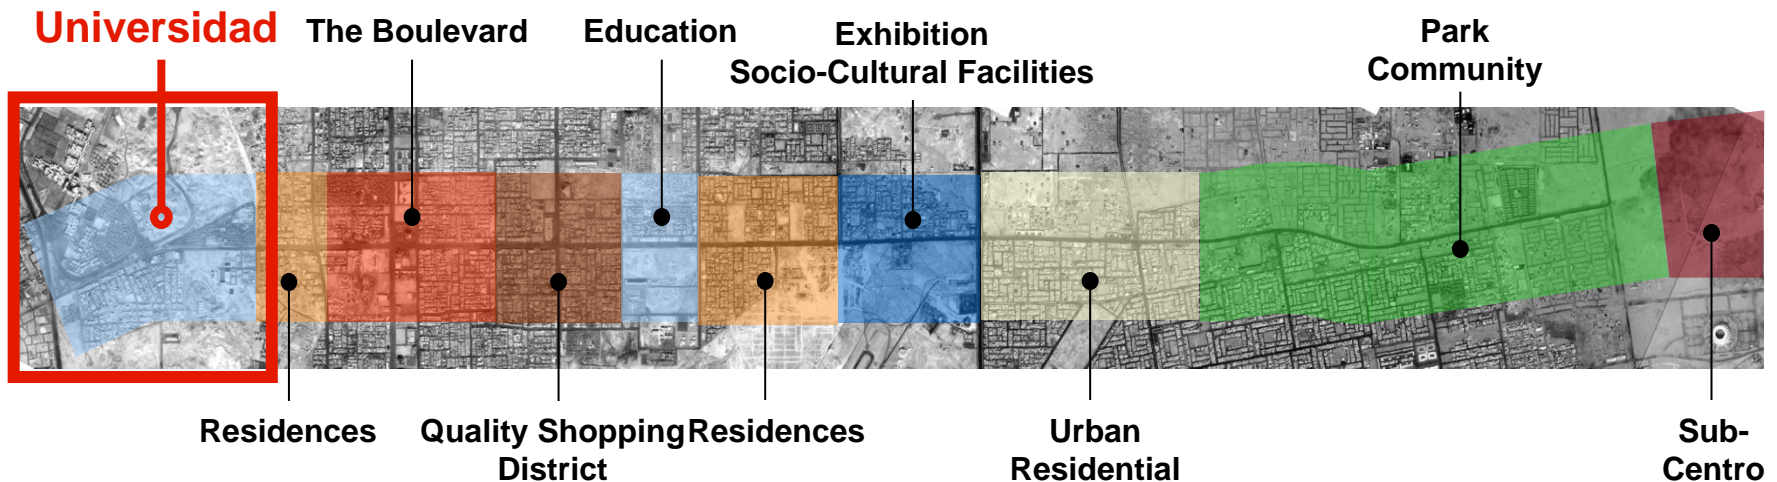 Universidad
The Boulevard
Education
Exhibition
Socio-Cultural Facilities
Park
Community
Residences
Quality Shopping
District
Residences
Urban
Residential
Sub-
Centro